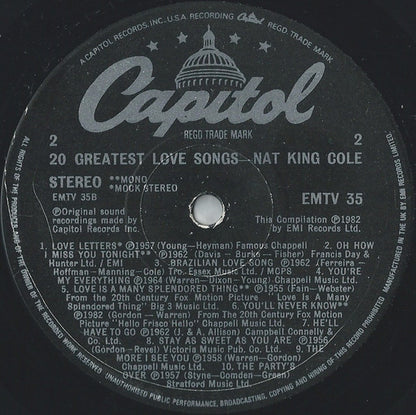 A CAPITOL RECORDS, INC., U.S.A. RECORDING
REGD TRADE MARK
Capitol
REGD TRADE MARK
2 2
20 GREATEST LOVE SONGS—NAT KING COLE
STEREO **MONO
*MOCK STEREO
EMTV 35B
EMTV 35
℗Original sound
recordings
made by
Capitol Records Inc.
This Compilation ℗1982
by EMI Records Ltd.
1. LOVE LETTERS* ℗1957 (Young—Heyman) Famous Chappell 2. OH HOW
I MISS YOU TONIGHT** ℗1962 (Davis — Burke — Fisher) Francis Day &
Hunter Ltd. / EMI 3. BRAZILIAN LOVE SONG ℗1962 (Ferreira —
Hoffman—Manning—Cole) Tro. Essex Music Ltd. / MCPS 4. YOU'RE
MY EVERYTHING ℗1964 (Warren—Dixon—Young) Chappell Music Ltd. 5.
LOVE IS A MANY SPLENDORED THING** ℗1955 (Fain—Webster)
From the 20th Century Fox Motion Picture "Love Is A Many
Splendored Thing" Big 3 Music Ltd. 6. YOU'LL NEVER KNOW**
℗1982 (Gordon — Warren) From The 20th Century Fox Motion
Picture "Hello Frisco Hello" Chappell Music Ltd. 7. HE'LL
HAVE TO GO ℗1962 (J. & A. Allison) Campbell Connelly &
Co. Ltd. 8. STAY AS SWEET AS YOU ARE ℗1956
(Gordon—Revel) Victoria Music Pub. Co. Ltd. 9. THE
MORE I SEE YOU ℗1958 (Warren—Gordon)
Chappell Music Ltd. 10. THE PARTY'S
OVER ℗1957 (Styne—Comden—Green)
Stratford Music Ltd.
ALL RIGHTS OF THE PRODUCER AND OF THE OWNER OF THE RECORDED WORK RESERVED. UNAUTHORISED PUBLIC PERFORMANCE, BROADCASTING, COPYING AND HIRING OF THIS RECORD PROHIBITED. MANUFACTURED IN THE UK BY EMI RECORDS LIMITED.